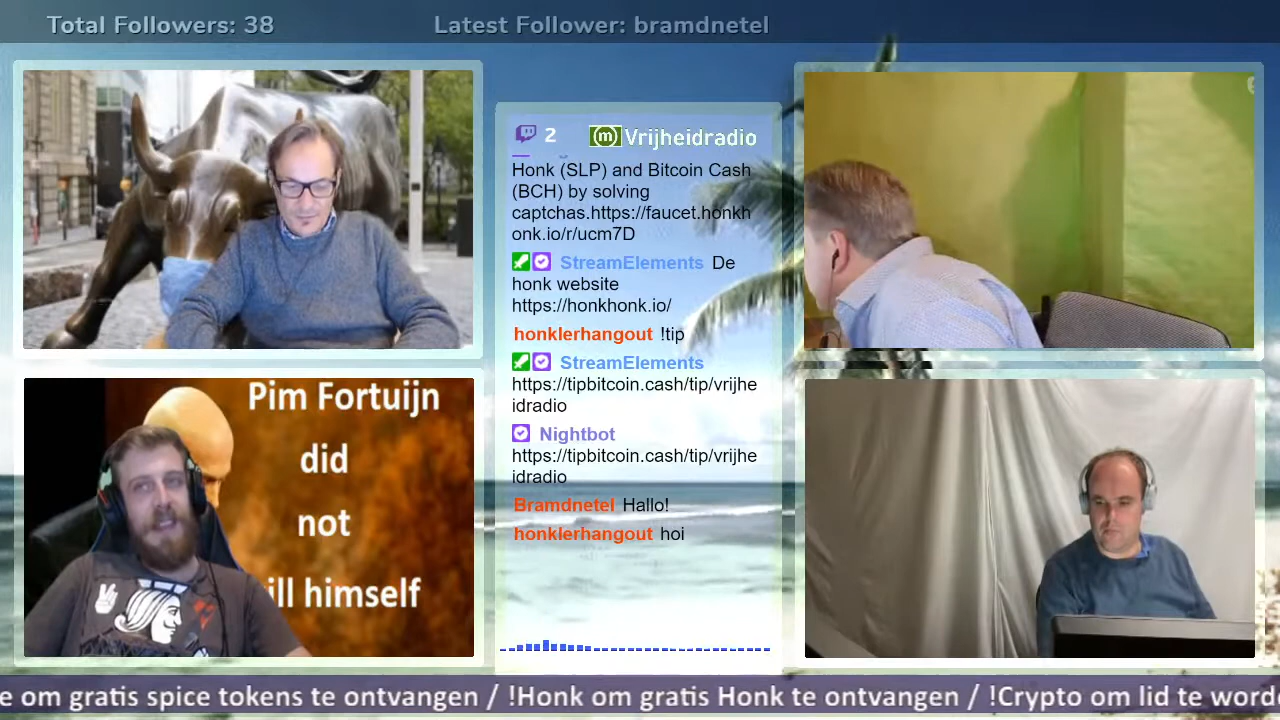 Total Followers: 38
Latest Follower: bramdnetel
2
(m) Vrijheidradio
Honk (SLP) and Bitcoin Cash
(BCH) by solving
captchas.https://faucet.honkh
onk.io/r/ucm7D
StreamElements De
honk website
https://honkhonk.io/
honklerhangout !tip
StreamElements
https://tipbitcoin.cash/tip/vrijhe
idradio
Nightbot
https://tipbitcoin.cash/tip/vrijhe
idradio
Bramdnetel Hallo!
honklerhangout hoi
Pim Fortuijn
did
not
ill himself
e om gratis spice tokens te ontvangen / !Honk om gratis Honk te ontvangen / !Crypto om lid te word